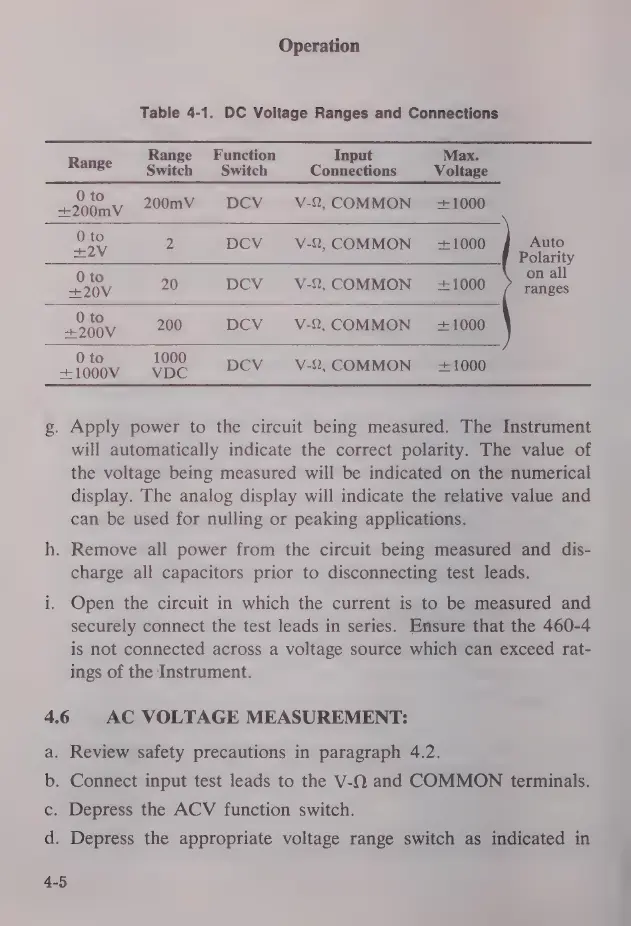 Operation
Table 4-1. DC Voltage Ranges and Connections
Range Range Switch Function Switch Input Connections Max. Voltage
0 to ±200mV 200mV DCV V-Ω, COMMON ±1000
0 to ±2V 2 DCV V-Ω, COMMON ±1000
0 to ±20V 20 DCV V-Ω, COMMON ±1000
0 to ±200V 200 DCV V-Ω, COMMON ±1000
0 to ±1000V 1000 VDC DCV V-Ω, COMMON ±1000
Auto
Polarity
on all
ranges
g. Apply power to the circuit being measured. The Instrument
will automatically indicate the correct polarity. The value of
the voltage being measured will be indicated on the numerical
display. The analog display will indicate the relative value and
can be used for nulling or peaking applications.
h. Remove all power from the circuit being measured and dis-
charge all capacitors prior to disconnecting test leads.
i. Open the circuit in which the current is to be measured and
securely connect the test leads in series. Ensure that the 460-4
is not connected across a voltage source which can exceed rat-
ings of the Instrument.
4.6 AC VOLTAGE MEASUREMENT:
a. Review safety precautions in paragraph 4.2.
b. Connect input test leads to the V-Ω and COMMON terminals.
c. Depress the ACV function switch.
d. Depress the appropriate voltage range switch as indicated in
4-5